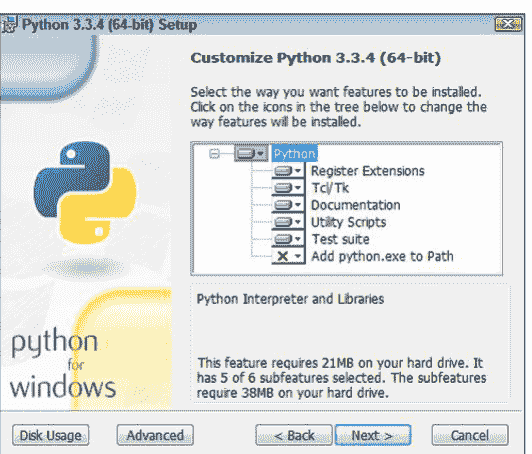 Python 3.3.4 (64-bit) Setup
Customize Python 3.3.4 (64-bit)
Select the way you want features to be installed.
Click on the icons in the tree below to change the
way features will be installed.
Python
Register Extensions
Tcl/Tk
Documentation
Utility Scripts
Test suite
Add python.exe to Path
Python Interpreter and Libraries
This feature requires 21MB on your hard drive. It
has 5 of 6 subfeatures selected. The subfeatures
require 38MB on your hard drive.
python
for
windows
Disk Usage
Advanced
< Back
Next >
Cancel